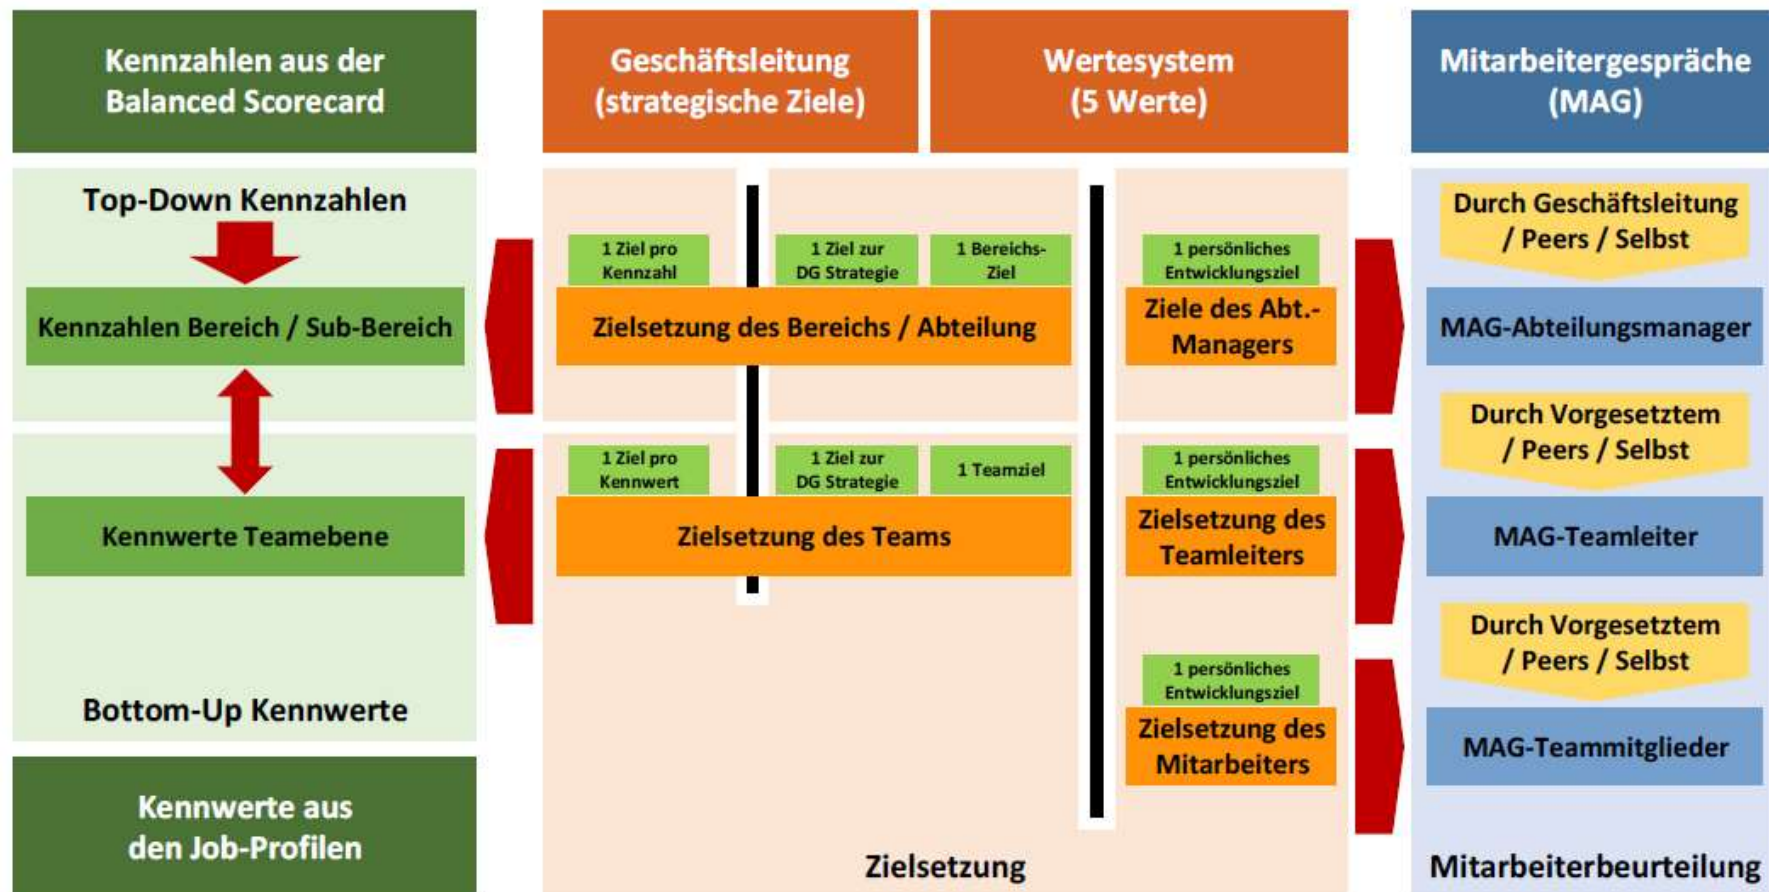 Kennzahlen aus der
Balanced Scorecard
Geschäftsleitung
(strategische Ziele)
Wertesystem
(5 Werte)
Mitarbeitergespräche
(MAG)
Top-Down Kennzahlen
Kennzahlen Bereich / Sub-Bereich
Kennwerte Teamebene
Bottom-Up Kennwerte
Kennwerte aus
den Job-Profilen
1 Ziel pro
Kennzahl
1 Ziel zur
DG Strategie
1 Bereichs-
Ziel
Zielsetzung des Bereichs / Abteilung
1 persönliches
Entwicklungsziel
Ziele des Abt.-
Managers
1 Ziel pro
Kennwert
1 Ziel zur
DG Strategie
1 Teamziel
Zielsetzung des Teams
1 persönliches
Entwicklungsziel
Zielsetzung des
Teamleiters
1 persönliches
Entwicklungsziel
Zielsetzung des
Mitarbeiters
Zielsetzung
Durch Geschäftsleitung
/ Peers / Selbst
MAG-Abteilungsmanager
Durch Vorgesetztem
/ Peers / Selbst
MAG-Teamleiter
Durch Vorgesetztem
/ Peers / Selbst
MAG-Teammitglieder
Mitarbeiterbeurteilung